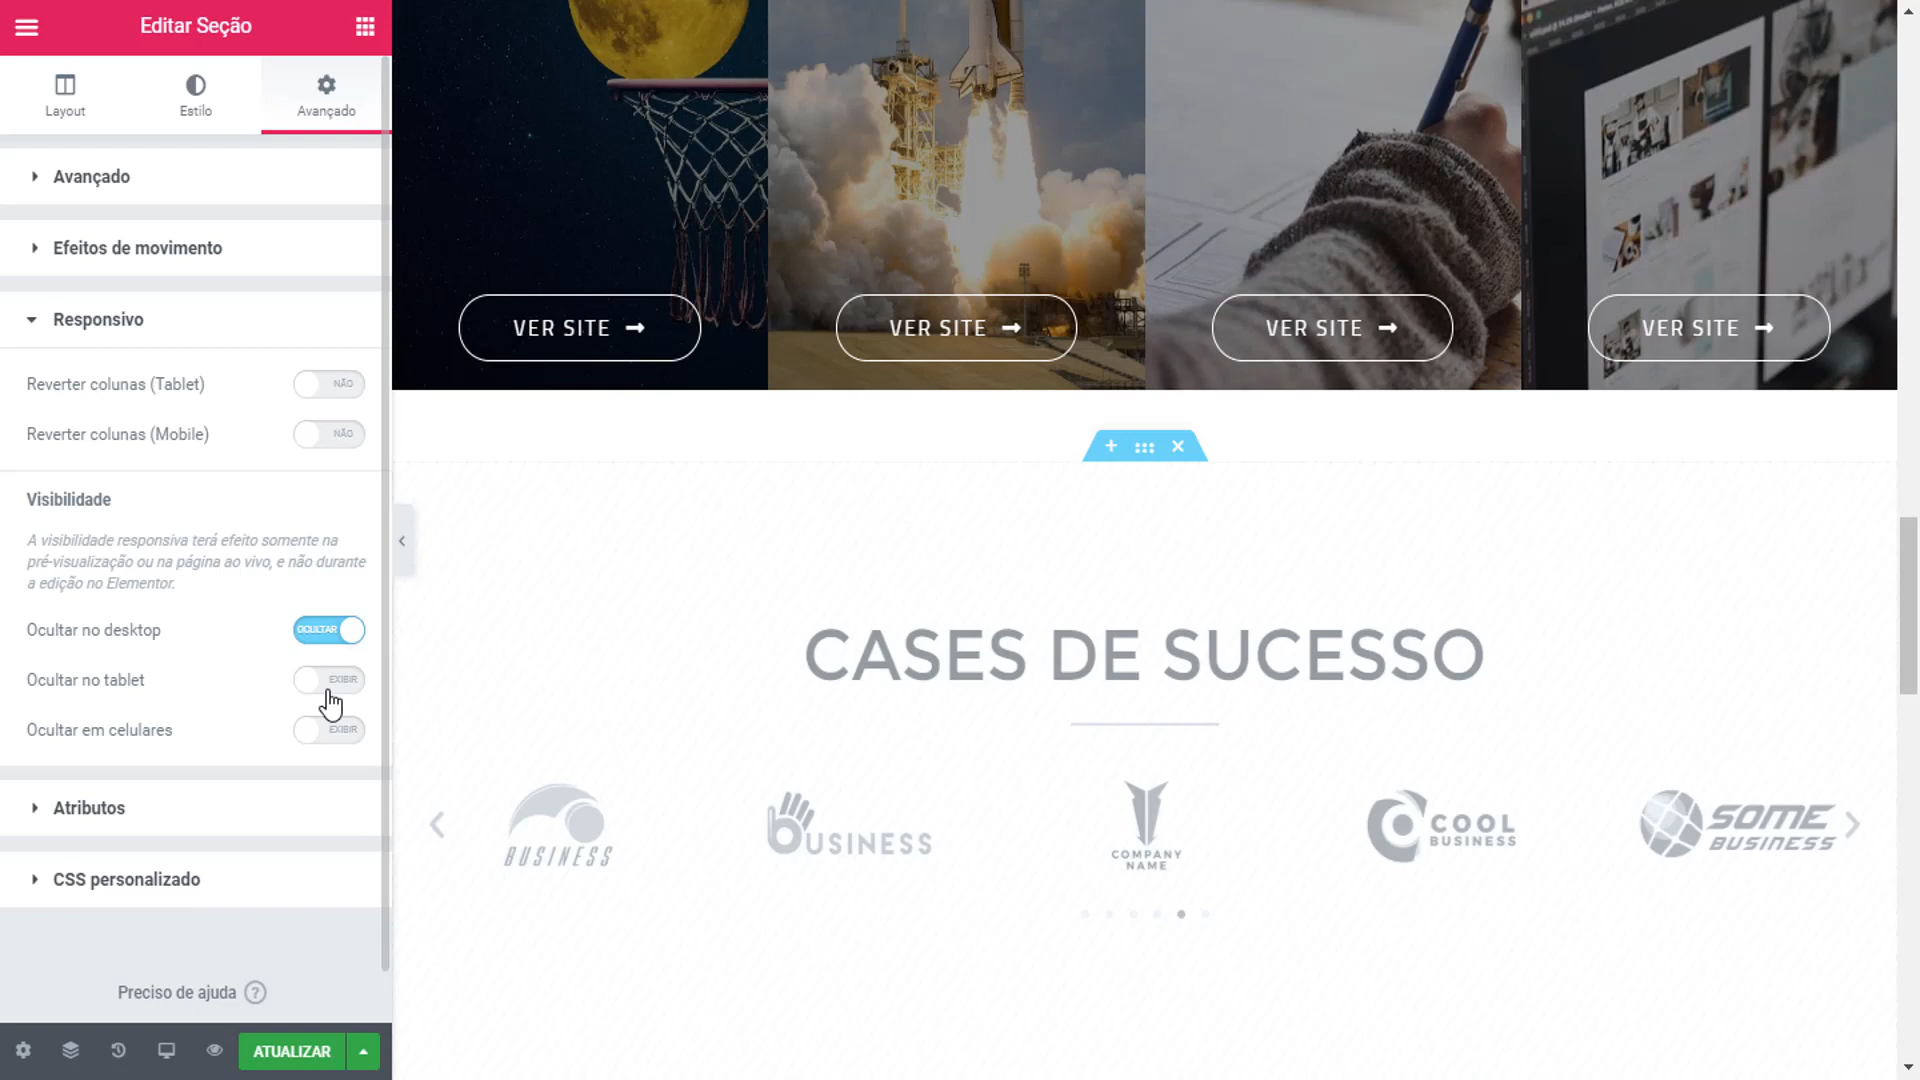 Editar Seção
Layout
Estilo
Avançado
Avançado
Efeitos de movimento
Responsivo
Reverter colunas (Tablet)
NÃO
Reverter colunas (Mobile)
NÃO
Visibilidade
A visibilidade responsiva terá efeito somente na
pré-visualização ou na página ao vivo, e não durante
a edição no Elementor.
Ocultar no desktop
OCULTAR
Ocultar no tablet
EXIBIR
Ocultar em celulares
EXIBIR
Atributos
CSS personalizado
Preciso de ajuda
ATUALIZAR
VER SITE
VER SITE
VER SITE
VER SITE
CASES DE SUCESSO
BUSINESS
BUSINESS
COMPANY
NAME
COOL
BUSINESS
SOME
BUSINESS